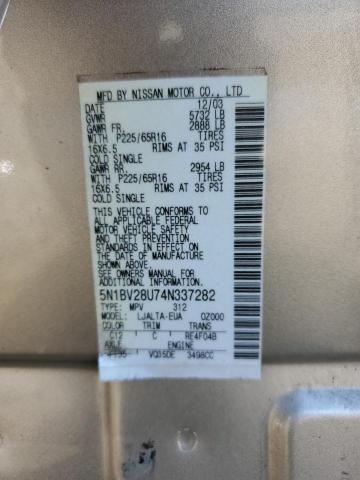 MFD BY NISSAN MOTOR CO., LTD
DATE 12/03
GVWR 5732 LB
GAWR FR. 2888 LB
WITH P225/65R16 TIRES
16X6.5 RIMS AT 35 PSI
COLD SINGLE
GAWR RR. 2954 LB
WITH P225/65R16 TIRES
16X6.5 RIMS AT 35 PSI
COLD SINGLE
THIS VEHICLE CONFORMS TO
ALL APPLICABLE FEDERAL
MOTOR VEHICLE SAFETY
STANDARDS IN EFFECT ON
THE DATE OF MANUFACTURE
SHOWN ABOVE.
SEE OWNERS MANUAL FOR
ADDITIONAL INFORMATION.
5N1BV28U74N337282
TYPE MPV 312
MODEL LJALTA-EUA 0Z000
COLOR TRIM TRANS
C12 C RE4F04B
AXLE ENGINE
VQ35DE 3498CC